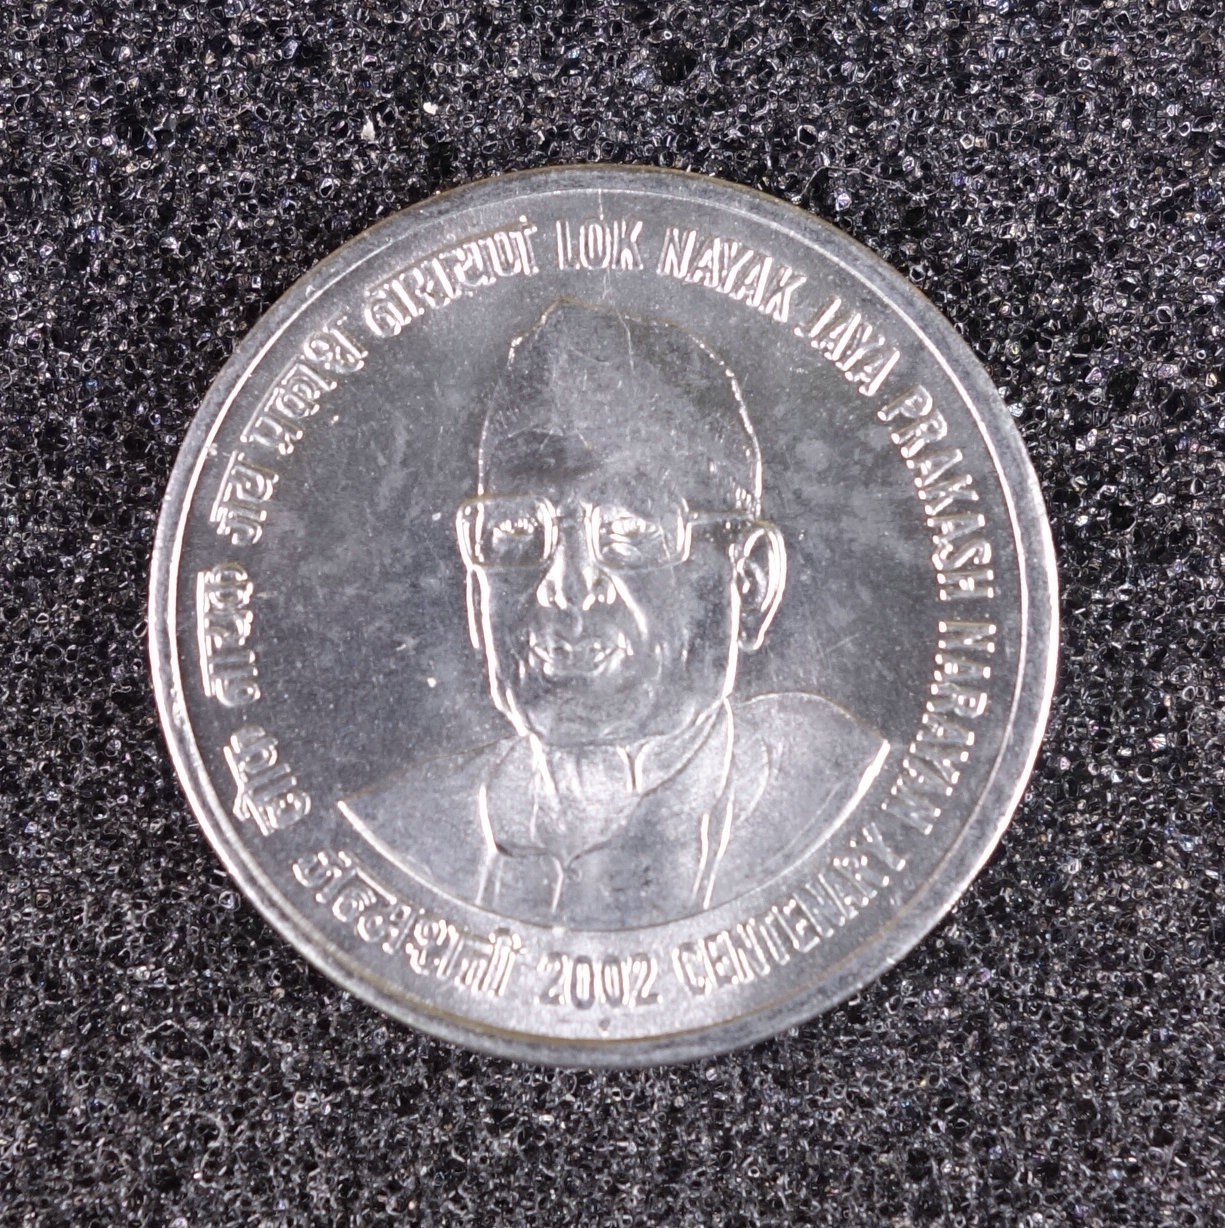 लोक नायक जय प्रकाश नारायण LOK NAYAK JAYA PRAKASH NARAYAN
जन्मशती 2002 CENTENARY